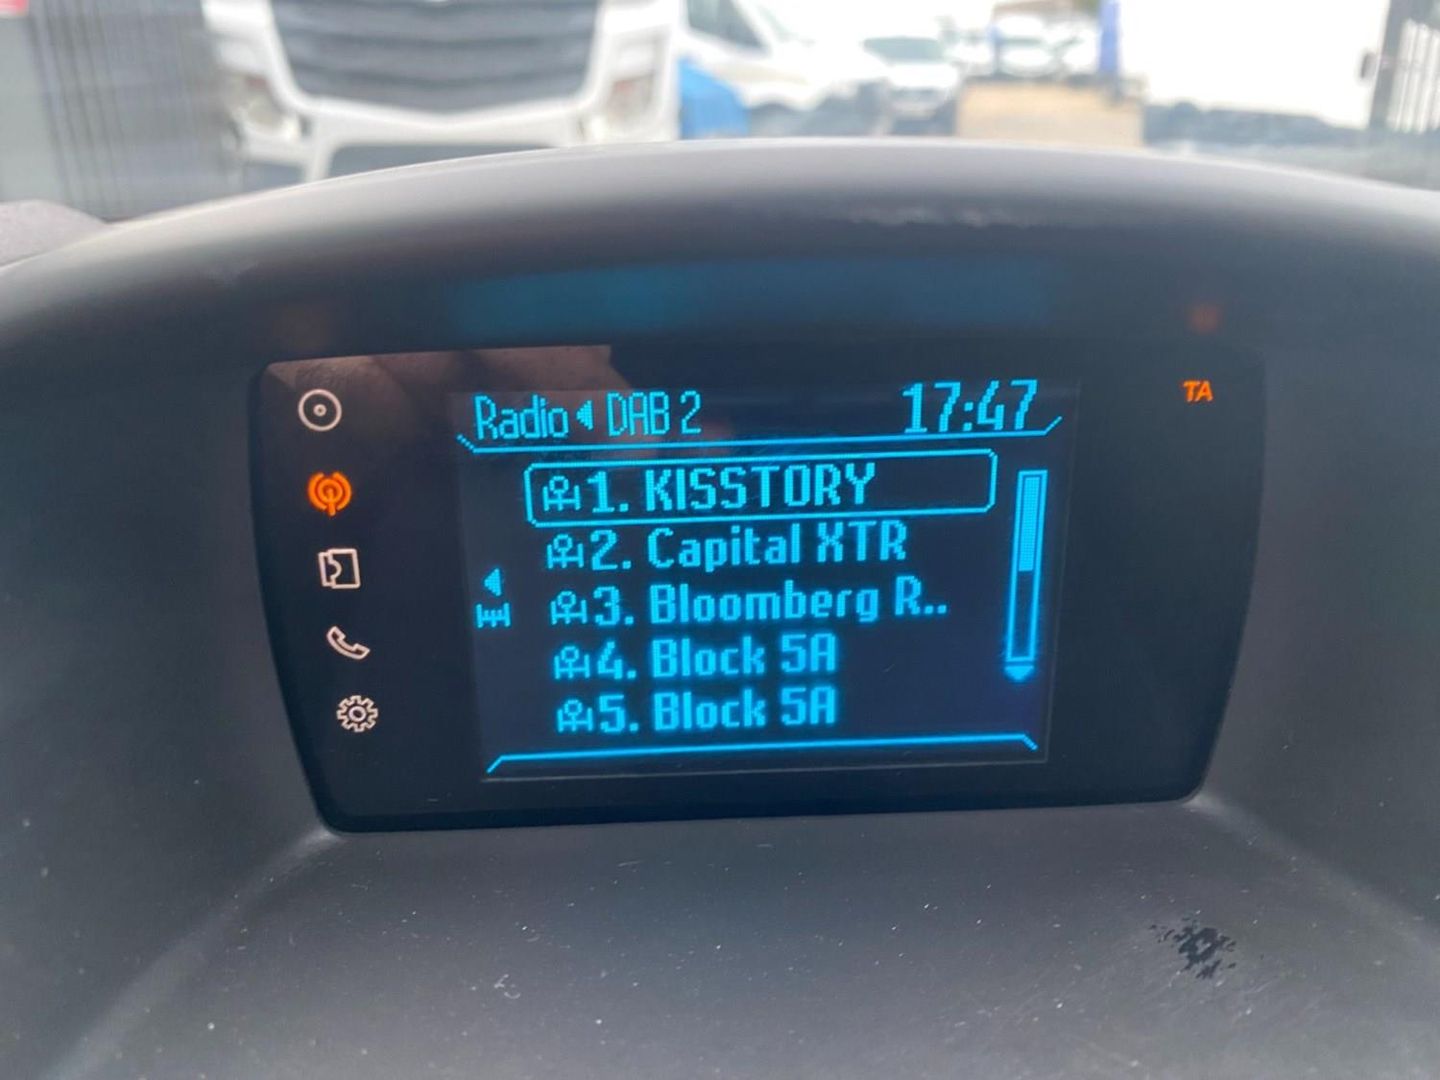 Radio DAB 2 17:47
TA
1. KISSTORY
2. Capital XTR
3. Bloomberg R..
4. Block 5A
5. Block 5A